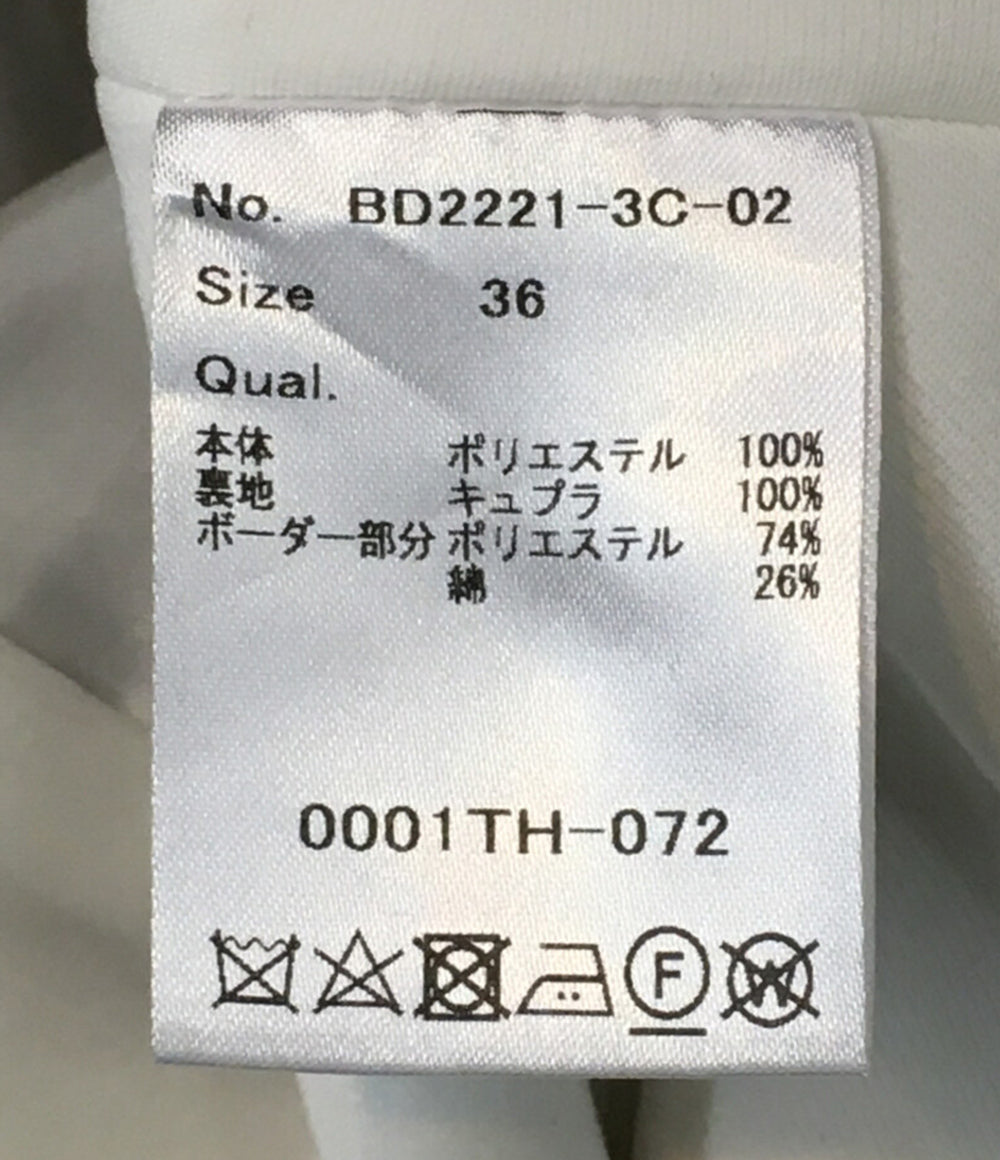 No. BD2221-3C-02
Size 36
Qual.
本体 ポリエステル 100%
裏地 キュプラ 100%
ボーダー部分 ポリエステル 74%
綿 26%
0001TH-072
F W